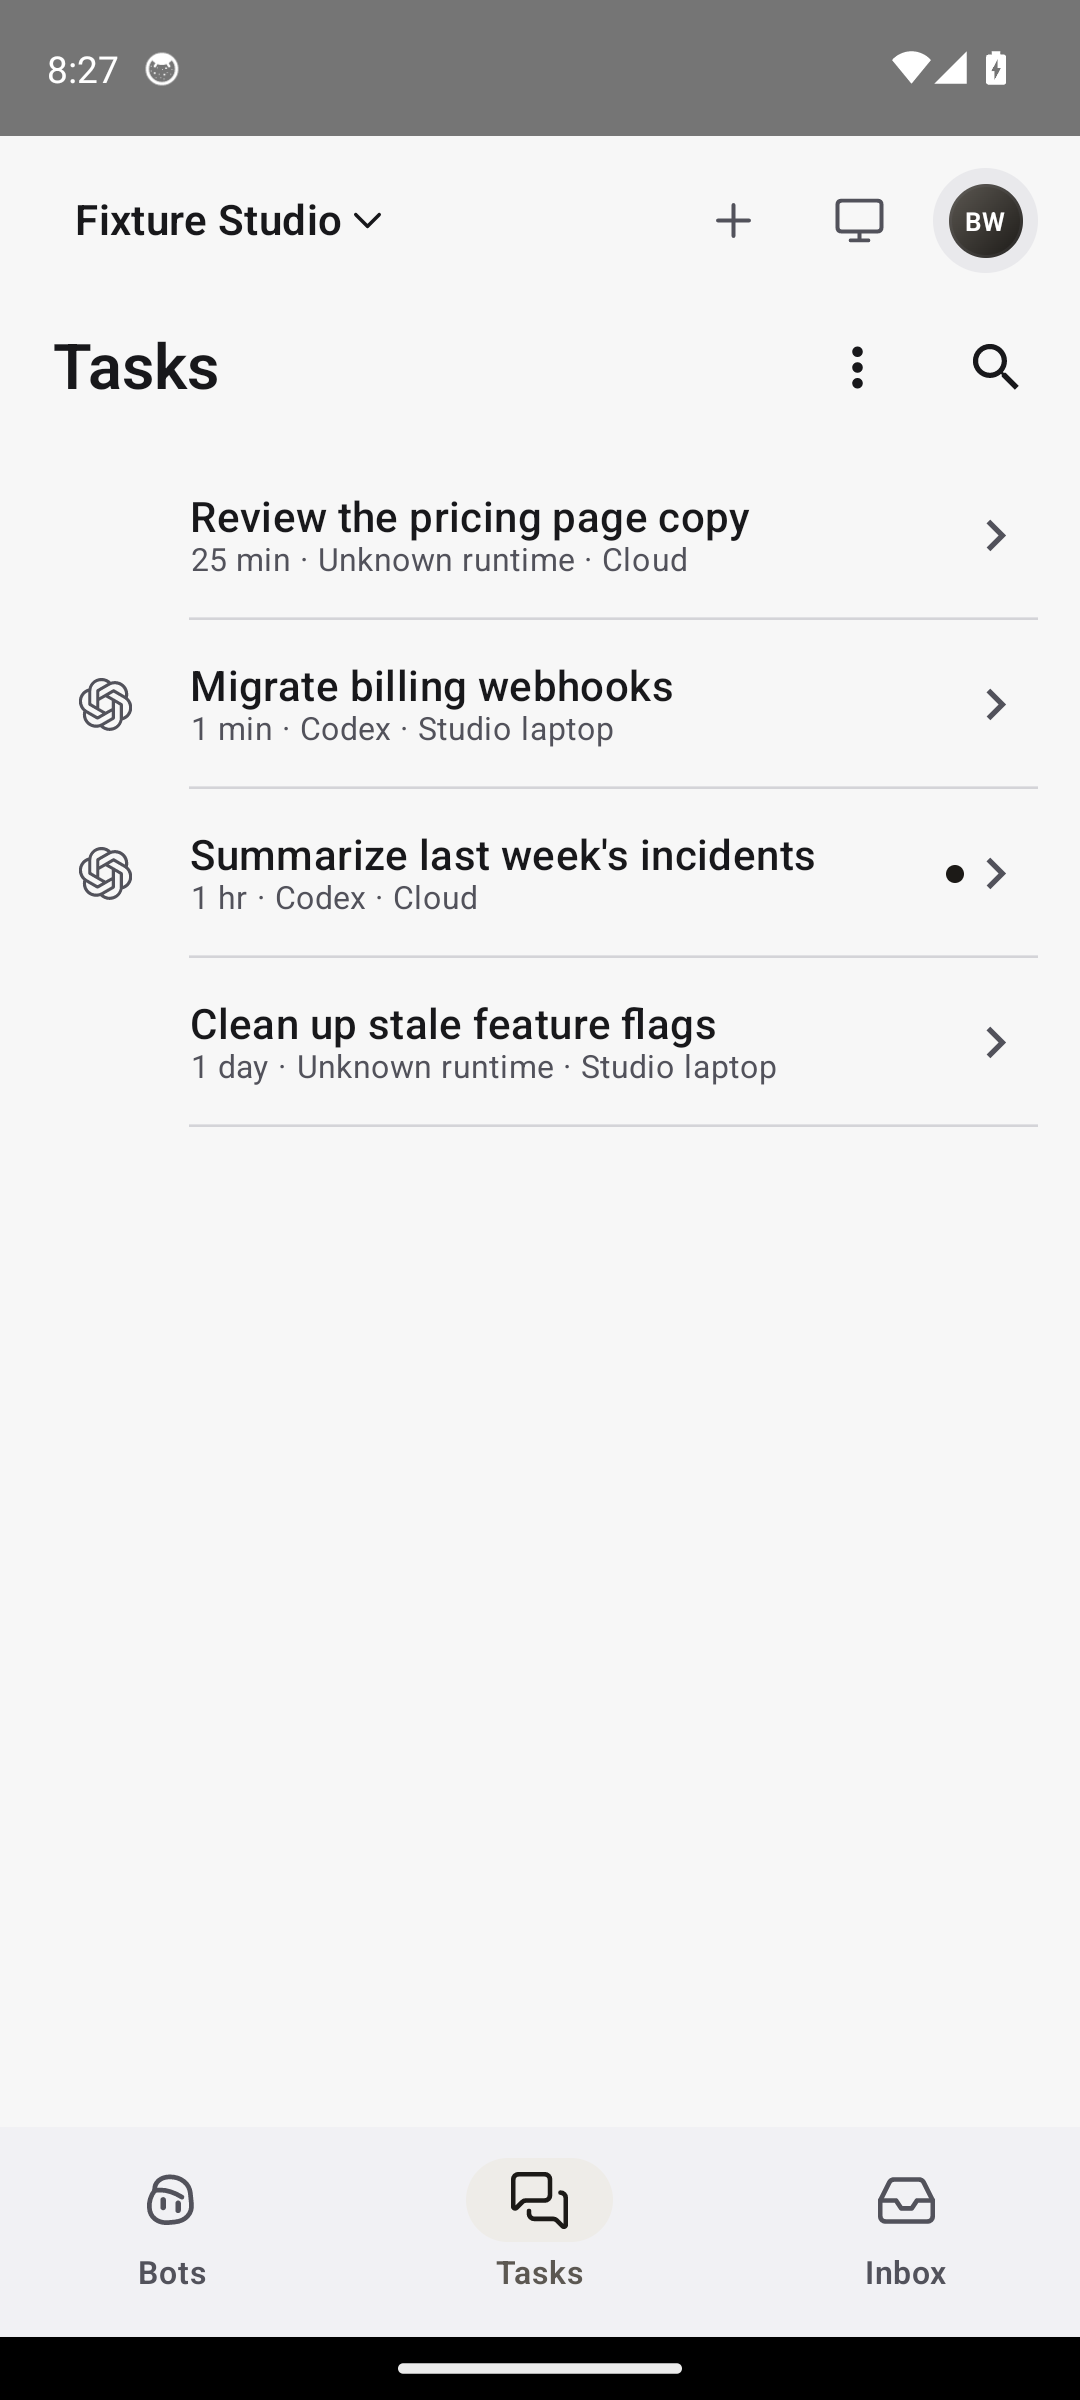 8:27
Fixture Studio
BW
Tasks
Review the pricing page copy
25 min · Unknown runtime · Cloud
Migrate billing webhooks
1 min · Codex · Studio laptop
Summarize last week's incidents
1 hr · Codex · Cloud
Clean up stale feature flags
1 day · Unknown runtime · Studio laptop
Bots
Tasks
Inbox